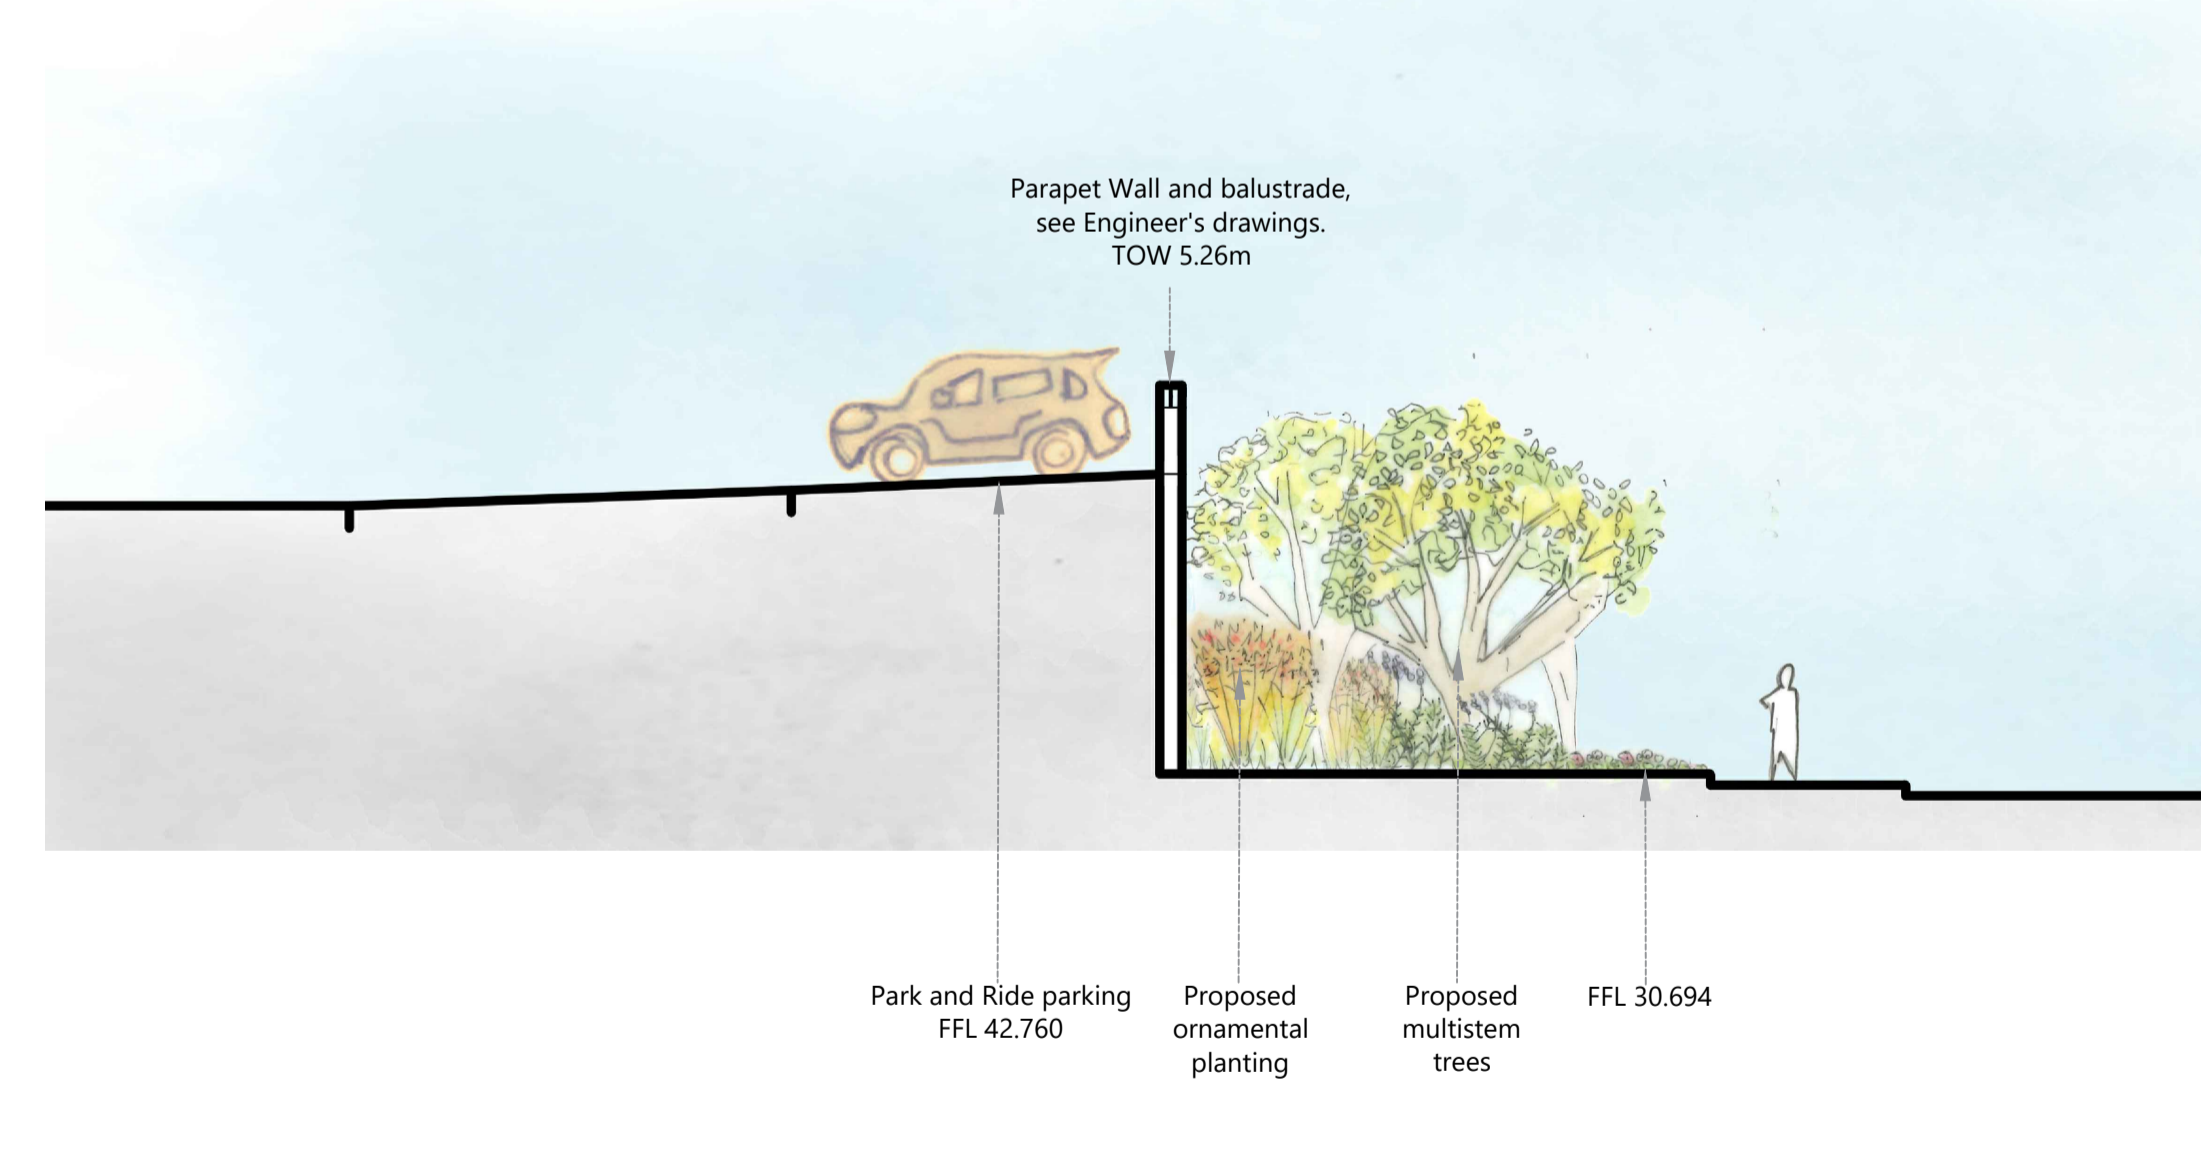 Parapet Wall and balustrade,
see Engineer's drawings.
TOW 5.26m
Park and Ride parking
FFL 42.760
Proposed
ornamental
planting
Proposed
multistem
trees
FFL 30.694